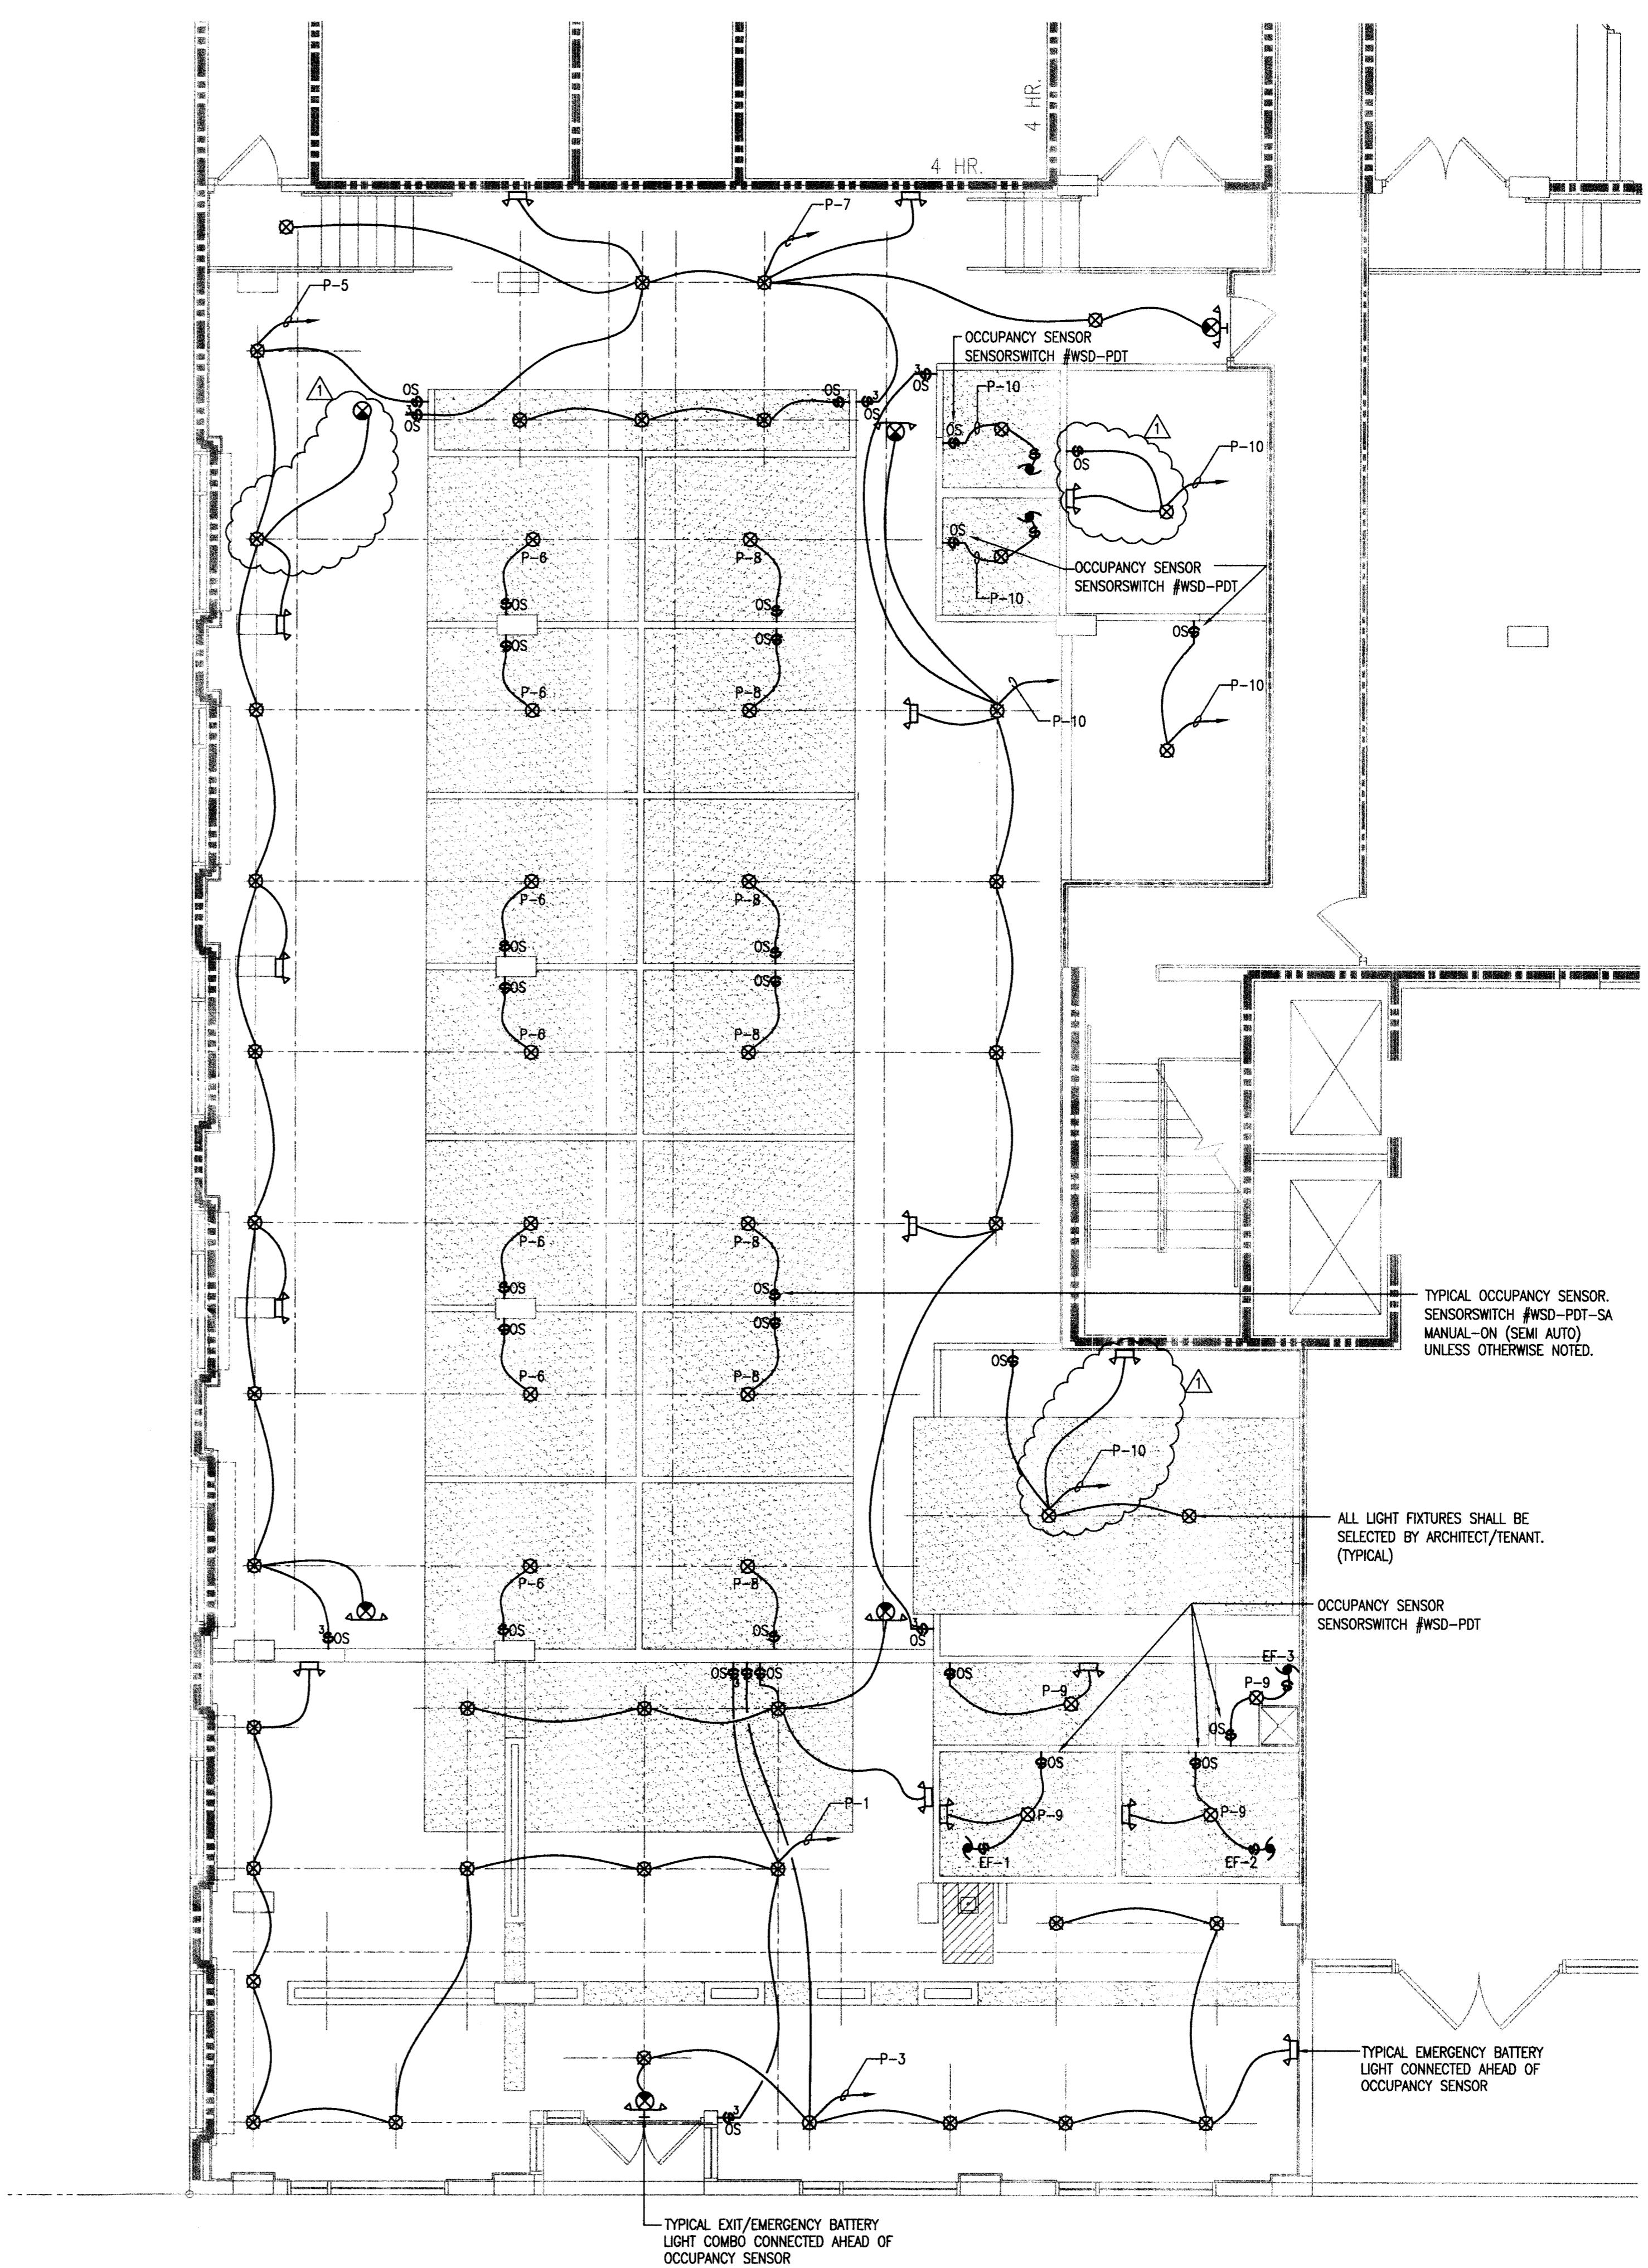 4 HR.
4 HR.
P-7
P-5
OCCUPANCY SENSOR
SENSORSWITCH #WSD-PDT
P-10
1
OS
3
OS
OS
3
OS
3
OS
1
OS
OS
P-10
OS
P-6
P-8
OCCUPANCY SENSOR
SENSORSWITCH #WSD-PDT
P-10
OS
OS
OS
OS
OS
P-6
P-8
P-10
P-10
P-6
P-8
OS
OS
OS
OS
P-6
P-8
P-6
P-8
OS
OS
TYPICAL OCCUPANCY SENSOR.
SENSORSWITCH #WSD-PDT-SA
MANUAL-ON (SEMI AUTO)
UNLESS OTHERWISE NOTED.
OS
OS
OS
P-6
P-8
1
P-10
ALL LIGHT FIXTURES SHALL BE
SELECTED BY ARCHITECT/TENANT.
(TYPICAL)
P-6
P-8
OCCUPANCY SENSOR
SENSORSWITCH #WSD-PDT
3
OS
OS
OS
3
OS
OS
3
OS
OS
EF-3
P-9
P-9
OS
OS
OS
P-1
P-9
P-9
EF-1
EF-2
P-3
TYPICAL EMERGENCY BATTERY
LIGHT CONNECTED AHEAD OF
OCCUPANCY SENSOR
3
OS
TYPICAL EXIT/EMERGENCY BATTERY
LIGHT COMBO CONNECTED AHEAD OF
OCCUPANCY SENSOR